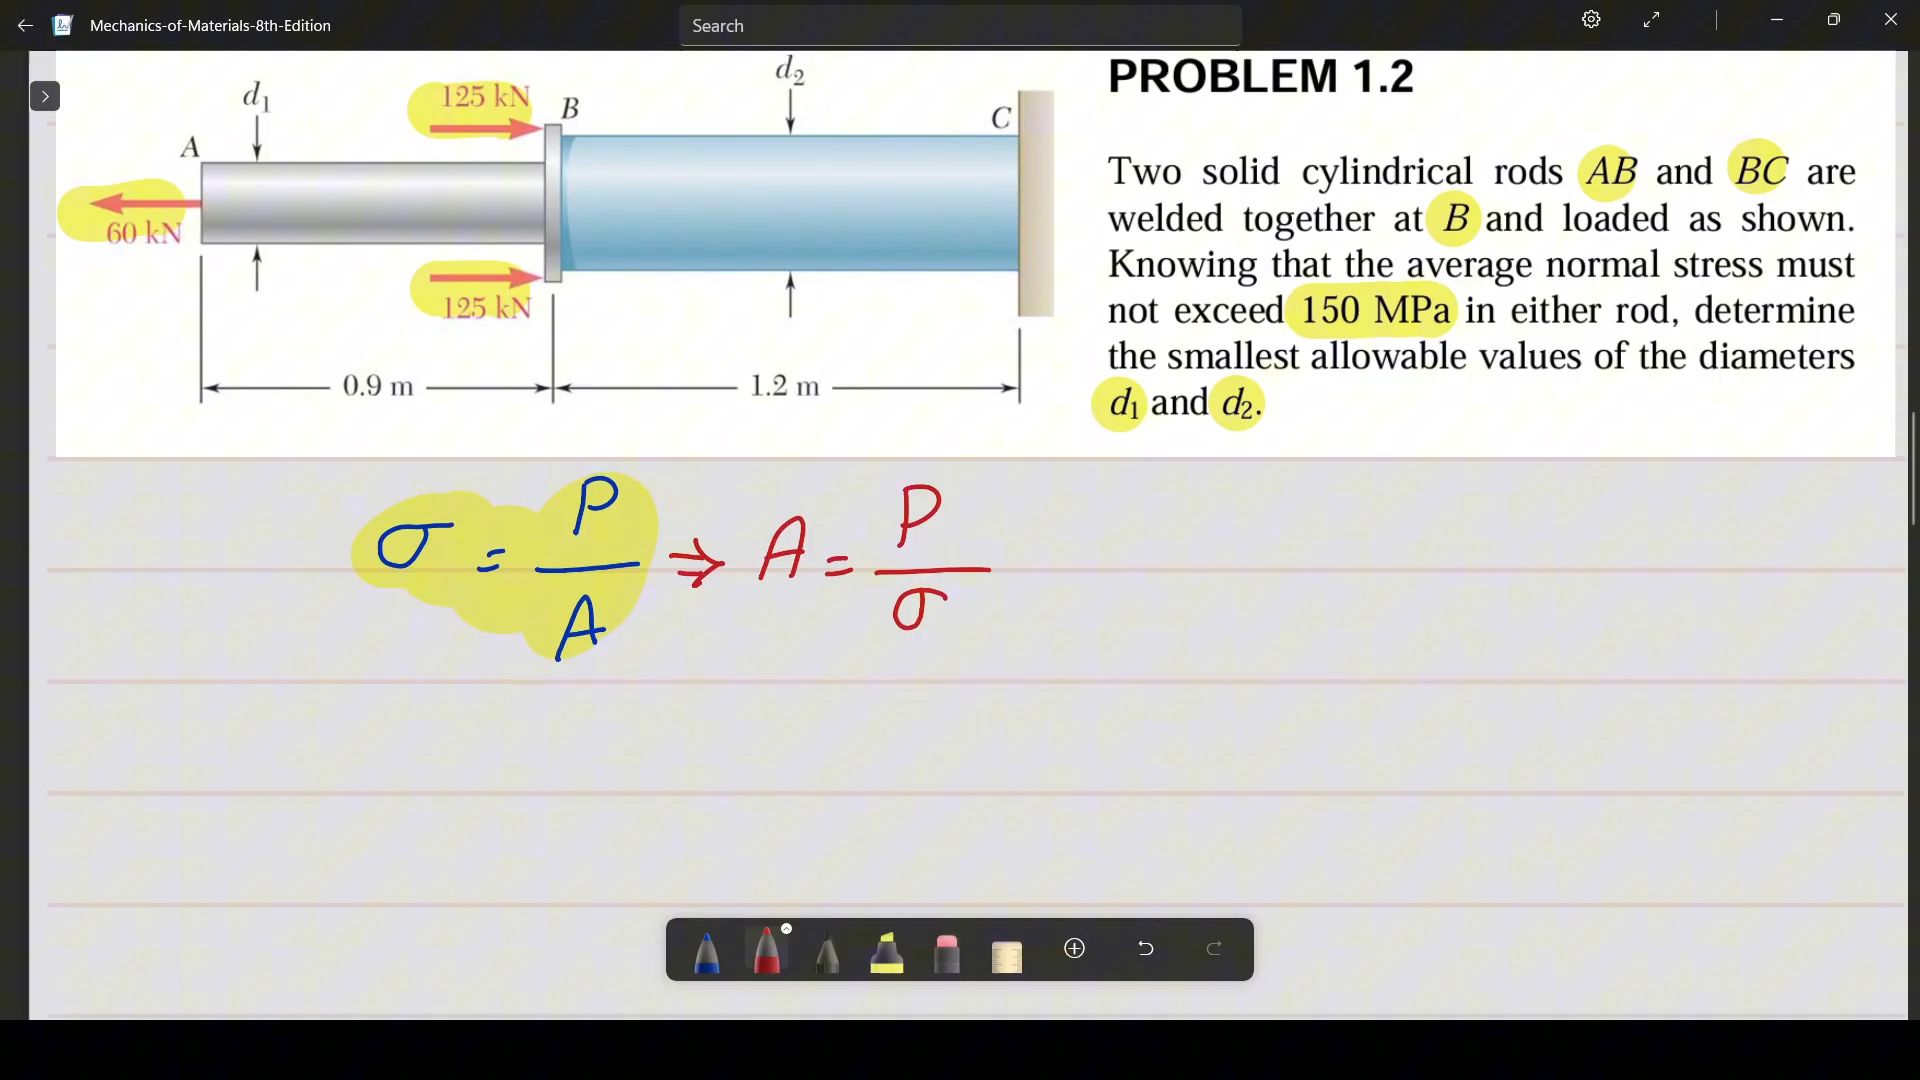 Mechanics-of-Materials-8th-Edition
Search
d₁
125 kN
B
d₂
C
A
60 kN
125 kN
0.9 m
1.2 m
PROBLEM 1.2
Two solid cylindrical rods AB and BC are
welded together at B and loaded as shown.
Knowing that the average normal stress must
not exceed 150 MPa in either rod, determine
the smallest allowable values of the diameters
d₁ and d₂.
σ = P/A ⇒ A = P/σ